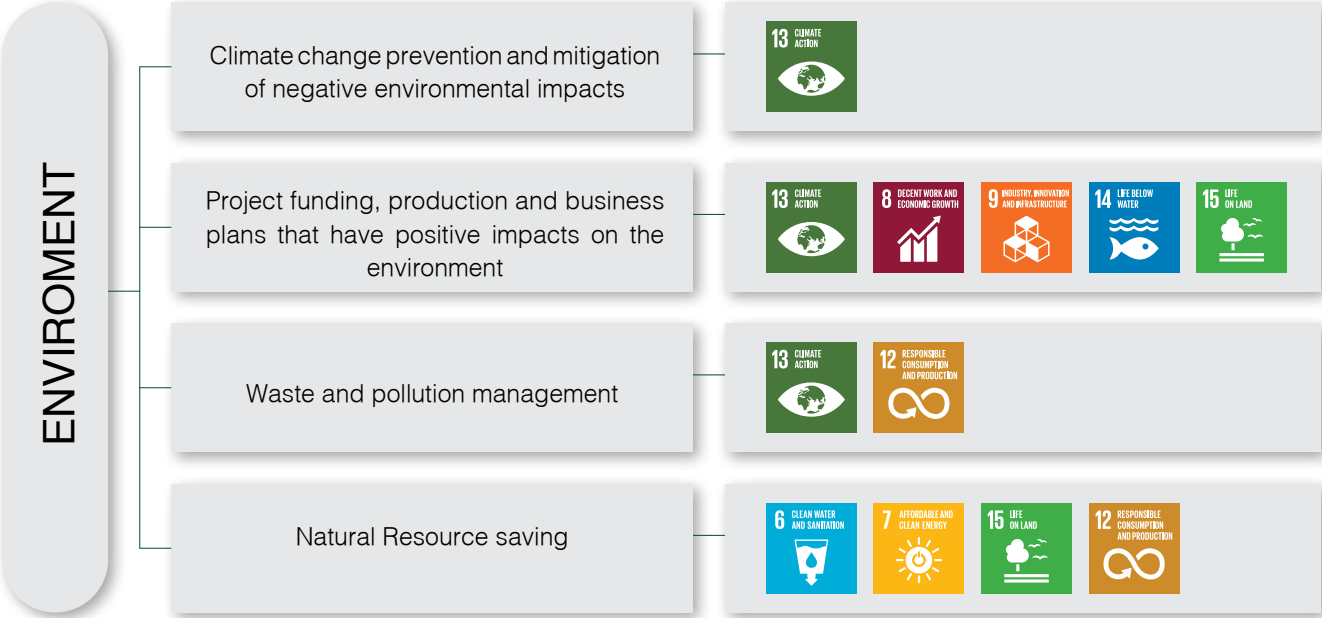 ENVIROMENT
Climate change prevention and mitigation
of negative environmental impacts
13 CLIMATE
ACTION
Project funding, production and business
plans that have positive impacts on the
environment
13 CLIMATE
ACTION
8 DECENT WORK AND
ECONOMIC GROWTH
9 INDUSTRY, INNOVATION
AND INFRASTRUCTURE
14 LIFE BELOW
WATER
15 LIFE
ON LAND
Waste and pollution management
13 CLIMATE
ACTION
12 RESPONSIBLE
CONSUMPTION
AND PRODUCTION
Natural Resource saving
6 CLEAN WATER
AND SANITATION
7 AFFORDABLE AND
CLEAN ENERGY
15 LIFE
ON LAND
12 RESPONSIBLE
CONSUMPTION
AND PRODUCTION